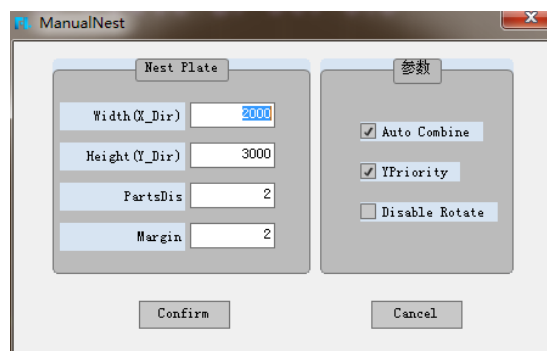 ManualNest
Nest Plate
Width(X_Dir) 2000
Height(Y_Dir) 3000
PartsDis 2
Margin 2
参数
Auto Combine
YPriority
Disable Rotate
Confirm
Cancel